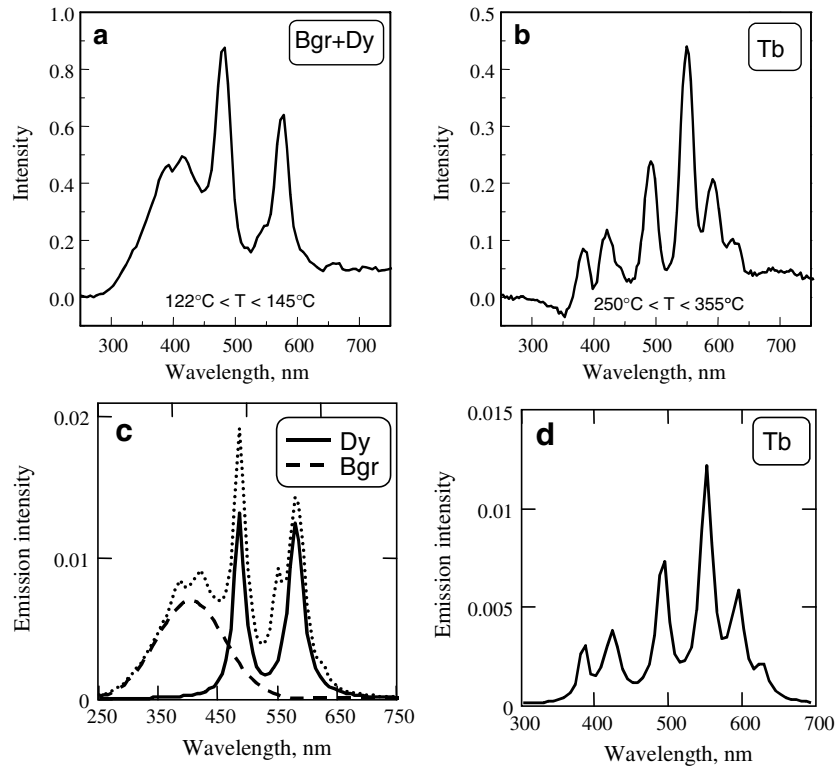 a
Bgr+Dy
1.0
0.8
0.6
0.4
0.2
0.0
Intensity
122°C < T < 145°C
300 400 500 600 700
Wavelength, nm
b
Tb
0.5
0.4
0.3
0.2
0.1
0.0
Intensity
250°C < T < 355°C
300 400 500 600 700
Wavelength, nm
c
Dy
Bgr
0.02
0.01
0
Emission intensity
250 350 450 550 650 750
Wavelength, nm
d
Tb
0.015
0.01
0.005
0
Emission intensity
300 400 500 600 700
Wavelength, nm